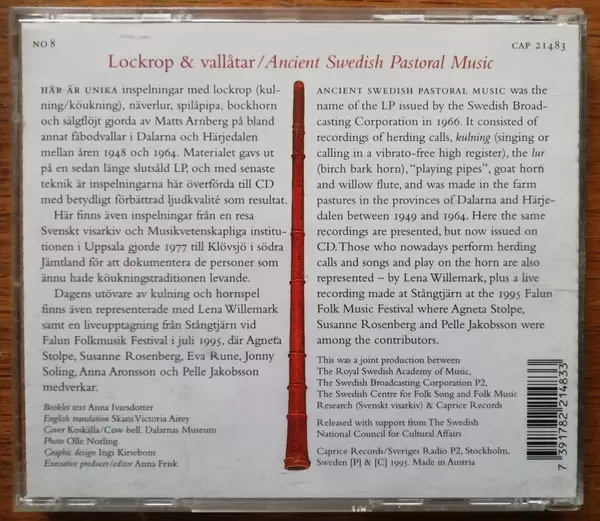 NO 8
CAP 21483
Lockrop & vallåtar/Ancient Swedish Pastoral Music
HÄR ÄR UNIKA inspelningar med lockrop (kul-
ning/köukning), näverlur, spilåpipa, bockhorn
och sälgflöjt gjorda av Matts Arnberg på bland
annat fäbodvallar i Dalarna och Härjedalen
mellan åren 1948 och 1964. Materialet gavs ut
på en sedan länge slutsåld LP, och med senaste
teknik är inspelningarna här överförda till CD
med betydligt förbättrad ljudkvalité som resultat.
Här finns även inspelningar från en resa
Svenskt visarkiv och Musikvetenskapliga institu-
tionen i Uppsala gjorde 1977 till Klövsjö i södra
Jämtland för att dokumentera de personer som
ännu hade köukningstraditionen levande.
Dagens utövare av kulning och hornspel
finns även representerade med Lena Willemark
samt en liveupptagning från Stångtjärn vid
Falun Folkmusik Festival i juli 1995, där Agneta
Stolpe, Susanne Rosenberg, Eva Rune, Jonny
Soling, Anna Aronsson och Pelle Jakobsson
medverkar.
Booklet text Anna Ivarsdotter
English translation Skans Victoria Airey
Cover Koskälla/Cow bell. Dalarnas Museum
Photo Olle Norling
Graphic design Ingi Kirsebom
Executive producer/editor Anna Frisk
ANCIENT SWEDISH PASTORAL MUSIC was the
name of the LP issued by the Swedish Broad-
casting Corporation in 1966. It consisted of
recordings of herding calls, kulning (singing or
calling in a vibrato-free high register), the lur
(birch bark horn), "playing pipes", goat horn
and willow flute, and was made in the farm
pastures in the provinces of Dalarna and Härje-
dalen between 1949 and 1964. Here the same
recordings are presented, but now issued on
CD. Those who nowadays perform herding
calls and songs and play on the horn are also
represented – by Lena Willemark, plus a live
recording made at Stångtjärn at the 1995 Falun
Folk Music Festival where Agneta Stolpe,
Susanne Rosenberg and Pelle Jakobsson were
among the contributors.
This was a joint production between
The Royal Swedish Academy of Music,
The Swedish Broadcasting Corporation P2,
The Swedish Centre for Folk Song and Folk Music
Research (Svenskt visarkiv) & Caprice Records
Released with support from The Swedish
National Council for Cultural Affairs
Caprice Records/Sveriges Radio P2, Stockholm,
Sweden [P] & [C] 1995. Made in Austria
7 391782 214833